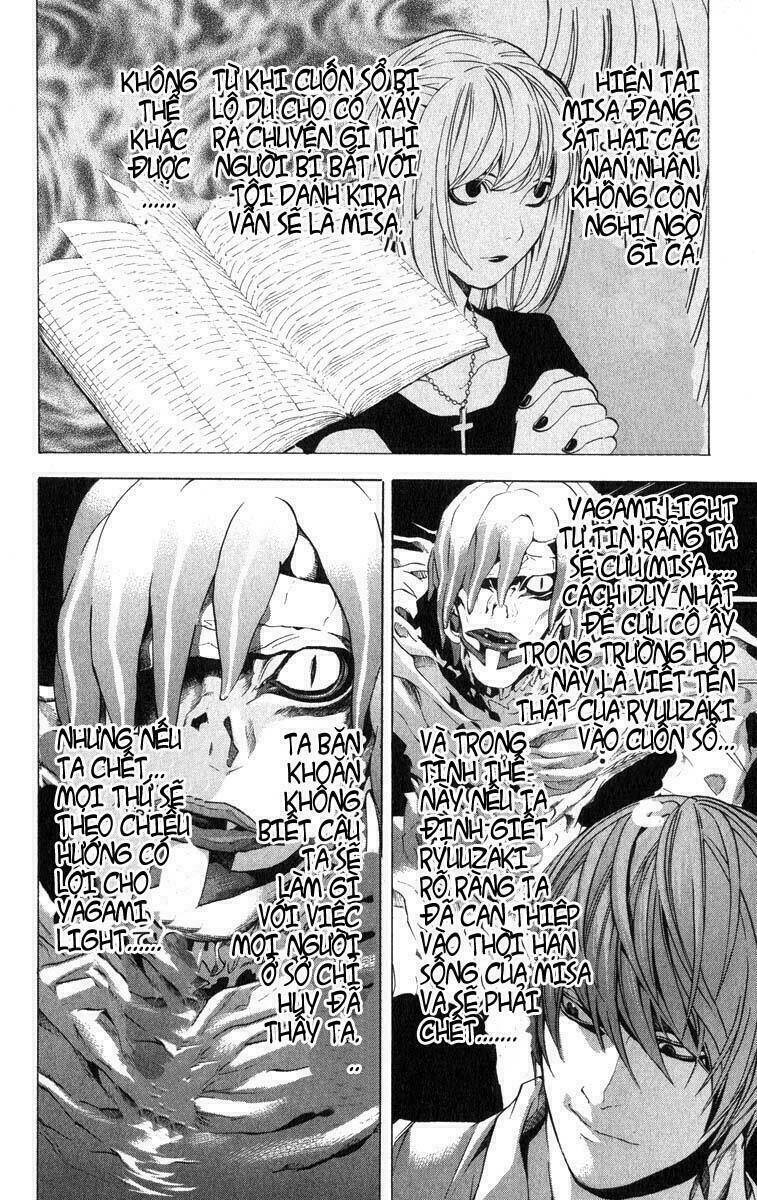 HIỆN TẠI
MISA ĐANG
SÁT HẠI CÁC
NẠN NHÂN.
KHÔNG CÒN
NGHI NGỜ
GÌ CẢ!
TỪ KHI CUỐN SỔ BỊ
LỘ DÙ CHO CÓ XẢY
RA CHUYỆN GÌ THÌ
NGƯỜI BỊ BẮT VỚI
TỘI DANH KIRA
VẪN SẼ LÀ MISA.
KHÔNG
THỂ
KHÁC
ĐƯỢC
......
YAGAMI LIGHT
TỰ TIN RẰNG TA
SẼ CỨU MISA....
CÁCH DUY NHẤT
ĐỂ CỨU CÔ ẤY
TRONG TRƯỜNG HỢP
NÀY LÀ VIẾT TÊN
THẬT CỦA RYUUZAKI
VÀO CUỐN SỔ...
VÀ TRONG
TÌNH THẾ
NÀY NẾU TA
ĐỊNH GIẾT
RYUUZAKI
RÕ RÀNG TA
ĐÃ CAN THIỆP
VÀO THỜI HẠN
SỐNG CỦA MISA
VÀ SẼ PHẢI
CHẾT.......
TA BĂN
KHOĂN
KHÔNG
BIẾT CẬU
TA SẼ
LÀM GÌ
VỚI VIỆC
MỌI NGƯỜI
Ở SỞ CHỈ
HUY ĐÃ
THẤY TA.
..
NHƯNG NẾU
TA CHẾT...
MỌI THỨ SẼ
THEO CHIỀU
HƯỚNG CÓ
LỢI CHO
YAGAMI
LIGHT......